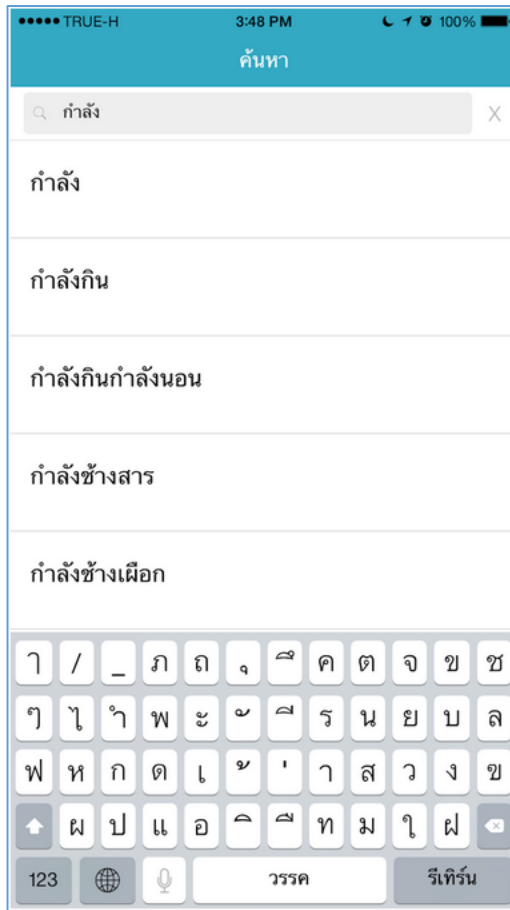 TRUE-H 3:48 PM 100%
ค้นหา
กำลัง X
กำลัง
กำลังกิน
กำลังกินกำลังนอน
กำลังช้างสาร
กำลังช้างเผือก
ๅ / _ ภ ถ ุ ึ ค ต จ ข ช
ๆ ไ ำ พ ะ ั ี ร น ย บ ล
ฟ ห ก ด เ ้ ่ า ส ว ง ฃ
ผ ป แ อ ิ ื ท ม ใ ฝ
123 วรรค รีเทิร์น